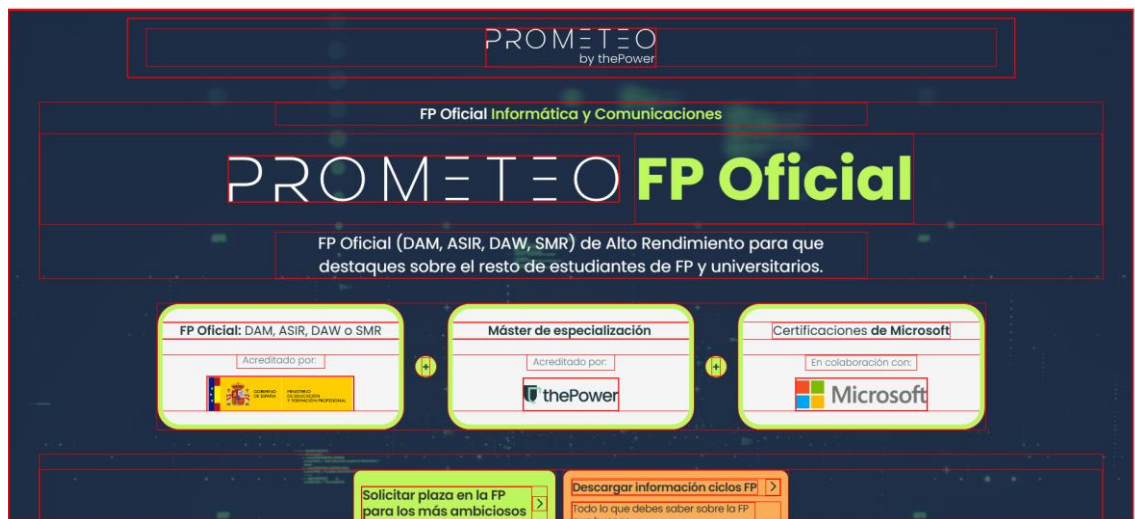 PROMETEO
by thePower
FP Oficial Informática y Comunicaciones
PROMETEO FP Oficial
FP Oficial (DAM, ASIR, DAW, SMR) de Alto Rendimiento para que
destaques sobre el resto de estudiantes de FP y universitarios.
FP Oficial: DAM, ASIR, DAW o SMR
Acreditado por:
GOBIERNO
DE ESPAÑA
MINISTERIO
DE EDUCACIÓN
Y FORMACIÓN PROFESIONAL
+
Máster de especialización
Acreditado por:
thePower
+
Certificaciones de Microsoft
En colaboración con:
Microsoft
Solicitar plaza en la FP
para los más ambiciosos
Descargar información ciclos FP
Todo lo que debes saber sobre la FP